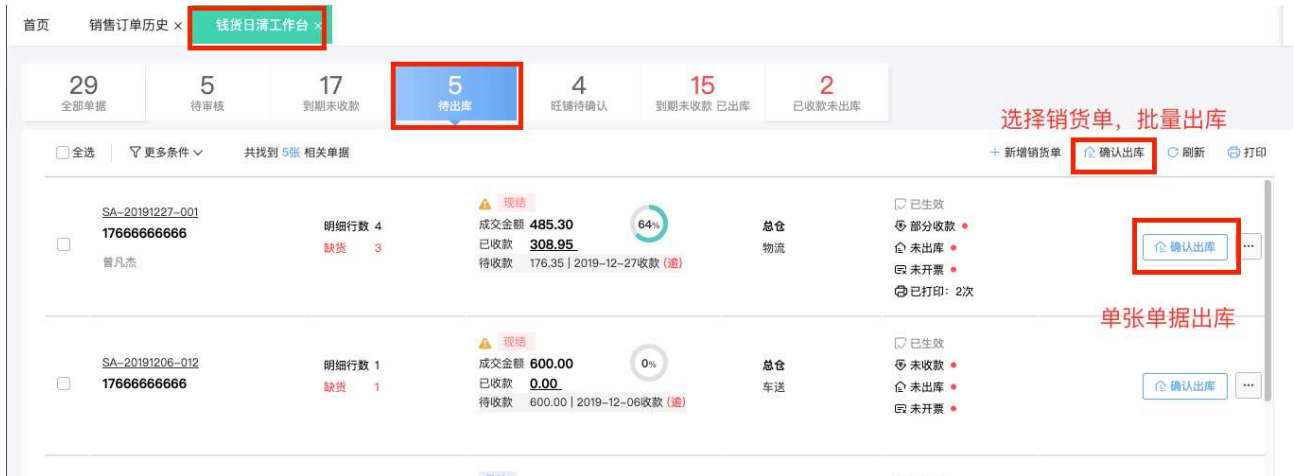 首页 销售订单历史 × 钱货日清工作台 ×
29 5 17 5 4 15 2
全部单据 待审核 到期未收款 待出库 旺铺待确认 到期未收款 已出库 已收款未出库
选择销货单，批量出库
全选 更多条件 共找到 5张 相关单据 + 新增销货单 确认出库 刷新 打印
现结 已生效
SA-20191227-001 成交金额 485.30 64% 总仓 部分收款
17666666666 明细行数 4 已收款 308.95 物流 未出库 确认出库 ...
缺货 3 待收款 176.35 | 2019-12-27收款 (逾) 未开票
曾凡杰 已打印：2次
单张单据出库
现结 已生效
SA-20191206-012 明细行数 1 成交金额 600.00 0% 总仓 未收款
17666666666 缺货 1 已收款 0.00 车送 未出库 确认出库 ...
待收款 600.00 | 2019-12-06收款 (逾) 未开票